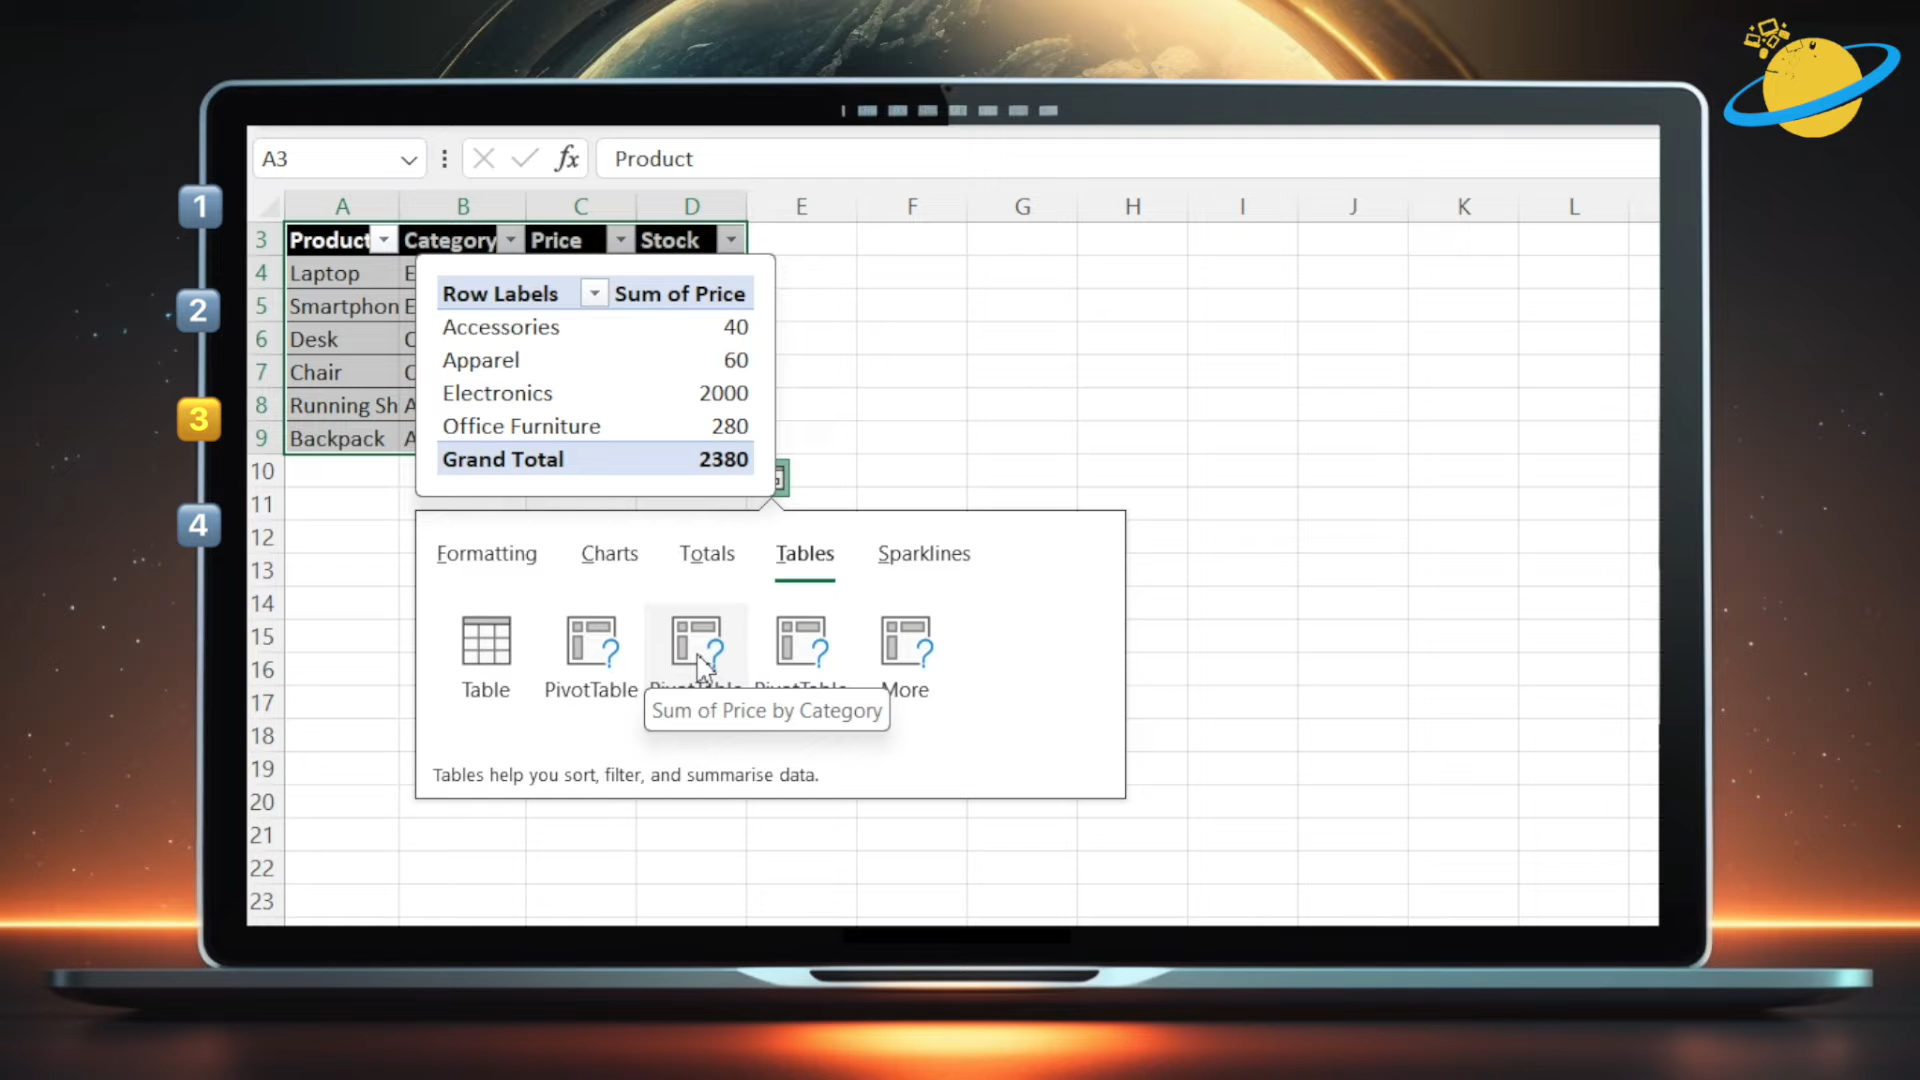 A3 fx Product
A B C D E F G H I J K L
1
3 Product Category Price Stock
4 Laptop E
Row Labels Sum of Price
2
5 Smartphon E
Accessories 40
6 Desk
Apparel 60
7 Chair
Electronics 2000
3
8 Running Sh A
Office Furniture 280
9 Backpack A
Grand Total 2380
10
11
4
12
Formatting Charts Totals Tables Sparklines
13
14
15
16
Table PivotTable PivotTable PivotTable More
17
Sum of Price by Category
18
19
Tables help you sort, filter, and summarise data.
20
21
22
23